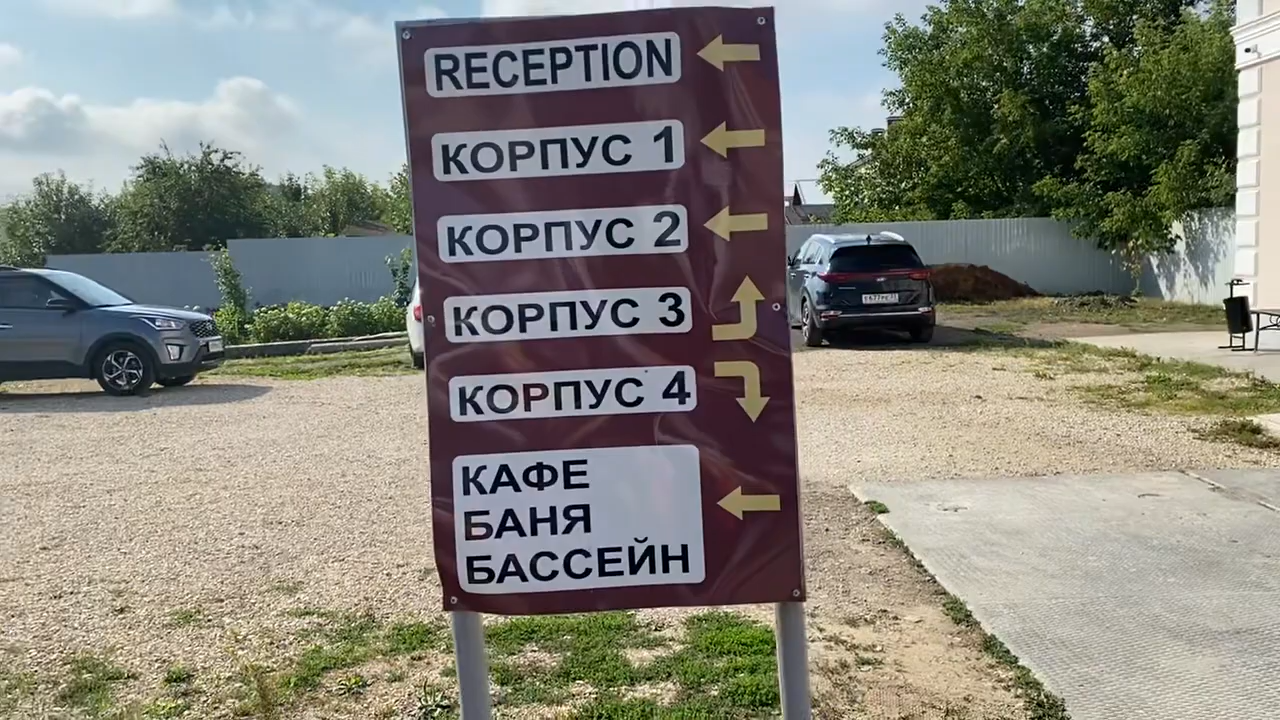 RECEPTION
КОРПУС 1
КОРПУС 2
КОРПУС 3
КОРПУС 4
КАФЕ
БАНЯ
БАССЕЙН